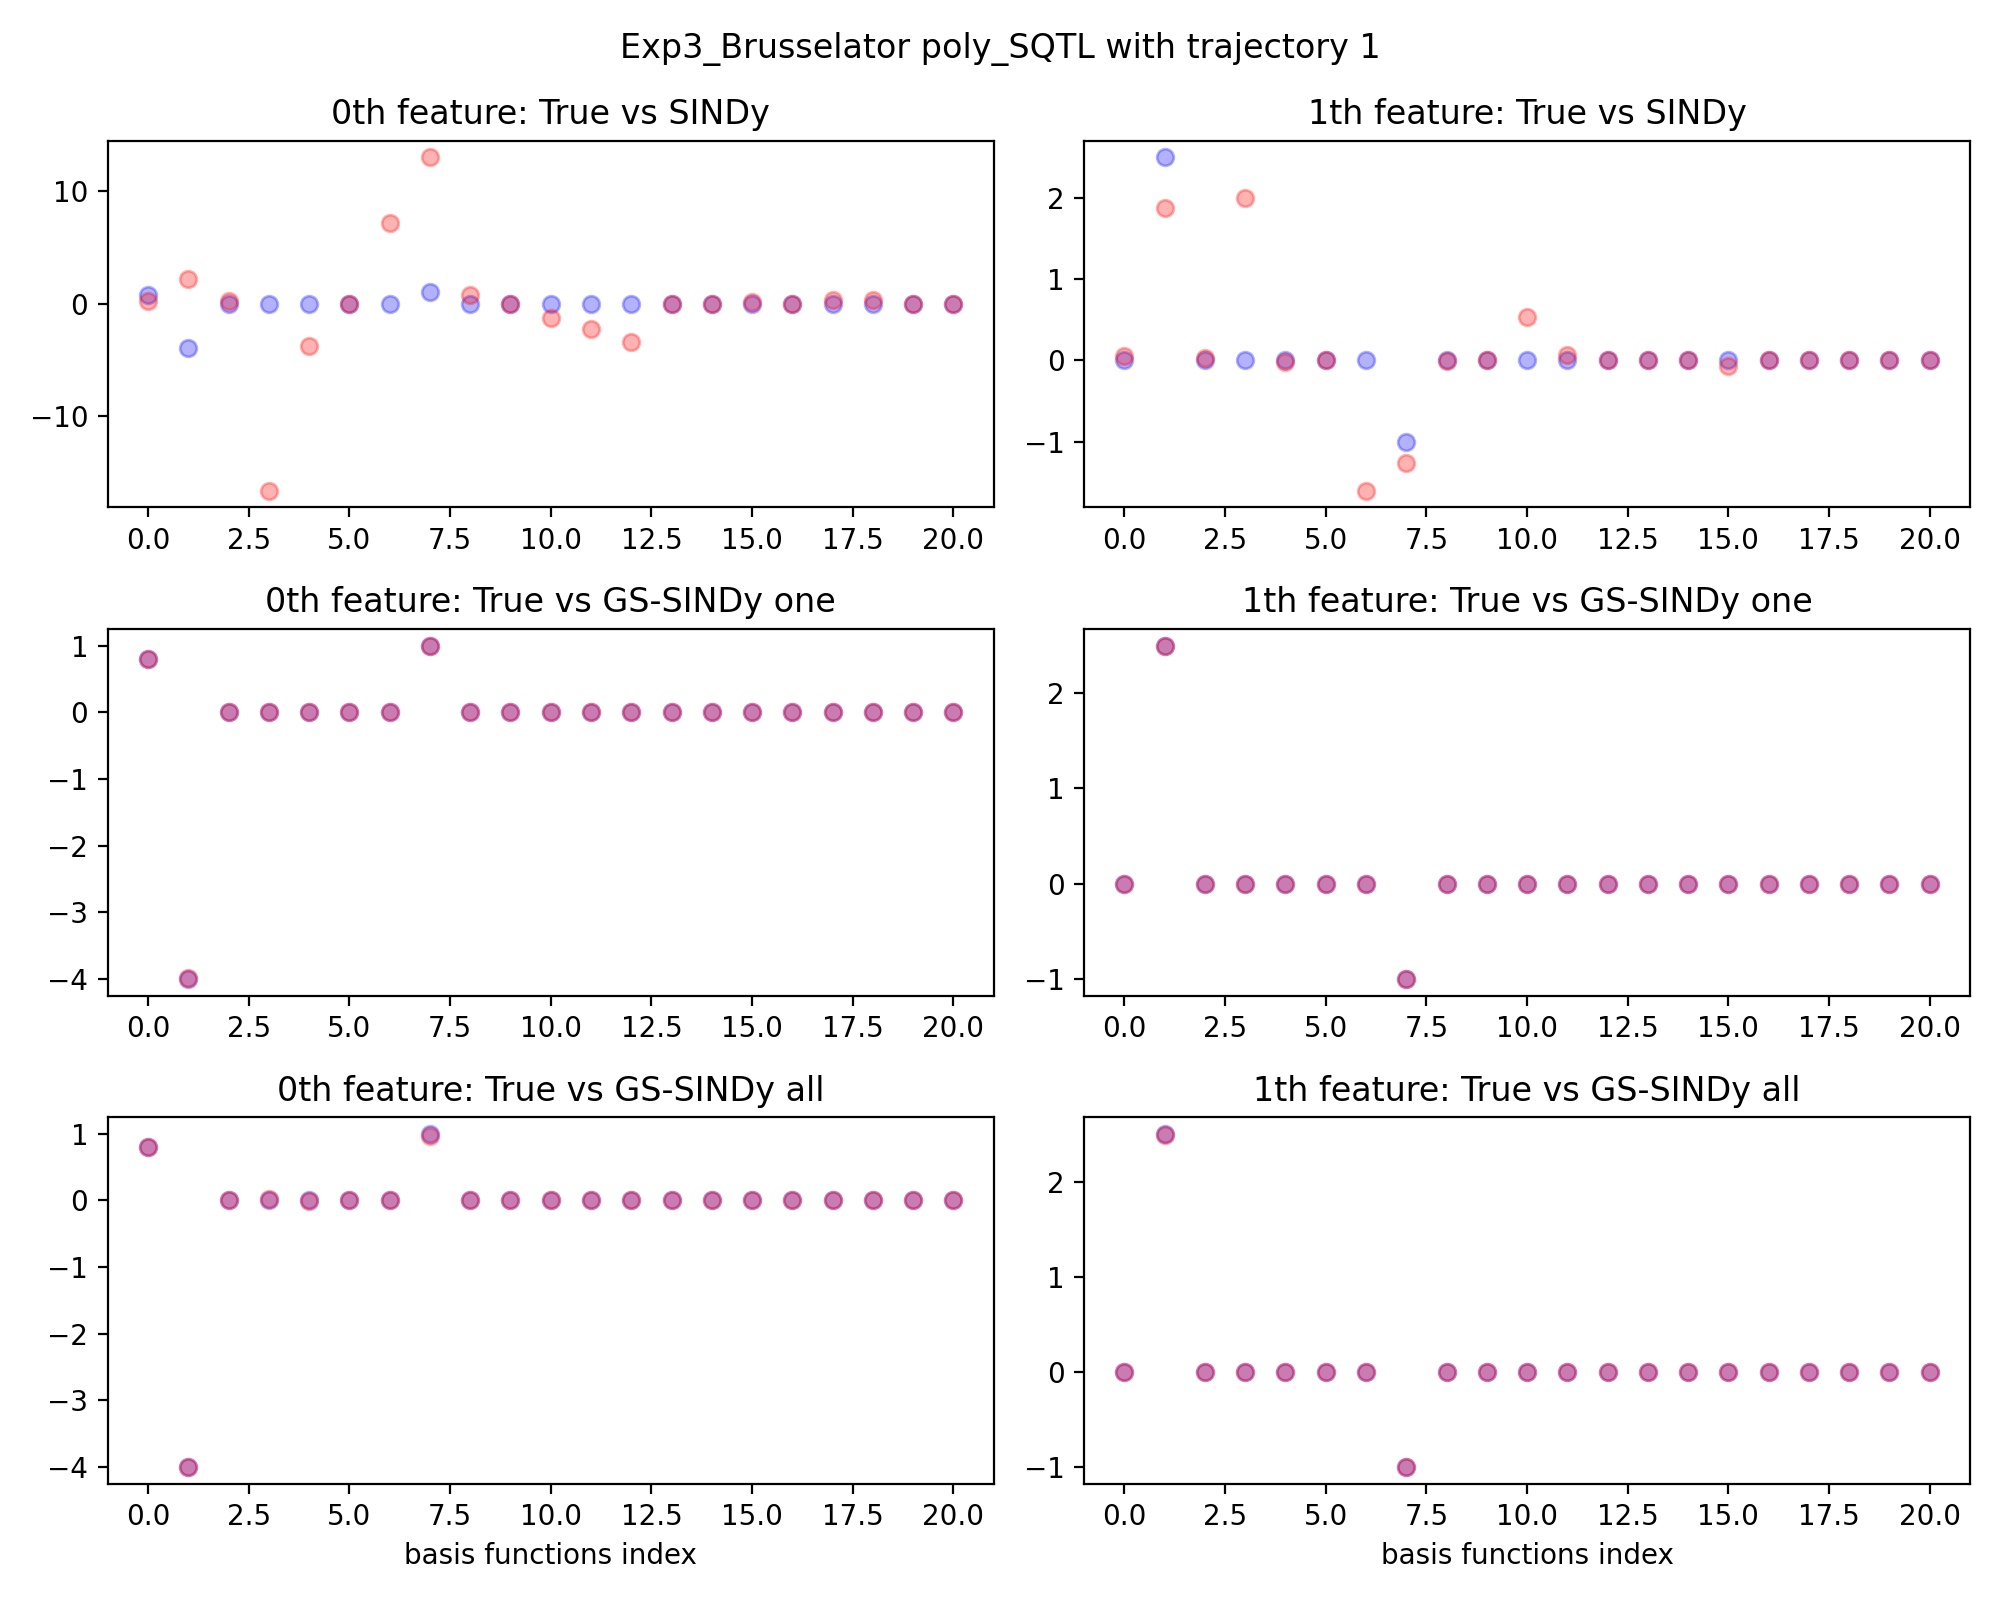 Exp3_Brusselator poly_SQTL with trajectory 1
0th feature: True vs SINDy
10
0
−10
0.0 2.5 5.0 7.5 10.0 12.5 15.0 17.5 20.0
1th feature: True vs SINDy
2
1
0
−1
0.0 2.5 5.0 7.5 10.0 12.5 15.0 17.5 20.0
0th feature: True vs GS-SINDy one
1
0
−1
−2
−3
−4
0.0 2.5 5.0 7.5 10.0 12.5 15.0 17.5 20.0
1th feature: True vs GS-SINDy one
2
1
0
−1
0.0 2.5 5.0 7.5 10.0 12.5 15.0 17.5 20.0
0th feature: True vs GS-SINDy all
1
0
−1
−2
−3
−4
0.0 2.5 5.0 7.5 10.0 12.5 15.0 17.5 20.0
basis functions index
1th feature: True vs GS-SINDy all
2
1
0
−1
0.0 2.5 5.0 7.5 10.0 12.5 15.0 17.5 20.0
basis functions index